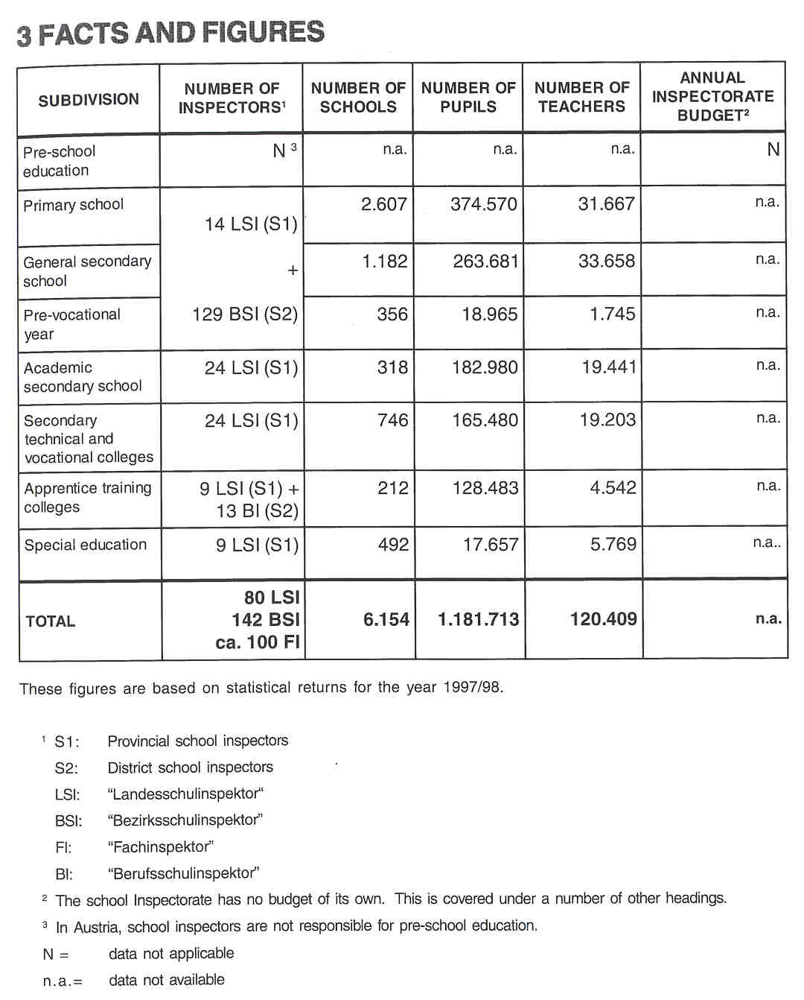 3 FACTS AND FIGURES
SUBDIVISION
NUMBER OF
INSPECTORS¹
NUMBER OF
SCHOOLS
NUMBER OF
PUPILS
NUMBER OF
TEACHERS
ANNUAL
INSPECTORATE
BUDGET²
Pre-school
education
N ³
n.a.
n.a.
n.a.
N
Primary school
2.607
374.570
31.667
n.a.
14 LSI (S1)
General secondary
school
+
1.182
263.681
33.658
n.a.
Pre-vocational
year
129 BSI (S2)
356
18.965
1.745
n.a.
Academic
secondary school
24 LSI (S1)
318
182.980
19.441
n.a.
Secondary
technical and
vocational colleges
24 LSI (S1)
746
165.480
19.203
n.a.
Apprentice training
colleges
9 LSI (S1) +
13 BI (S2)
212
128.483
4.542
n.a.
Special education
9 LSI (S1)
492
17.657
5.769
n.a..
TOTAL
80 LSI
142 BSI
ca. 100 FI
6.154
1.181.713
120.409
n.a.
These figures are based on statistical returns for the year 1997/98.
¹ S1: Provincial school inspectors
S2: District school inspectors
LSI: “Landesschulinspektor“
BSI: “Bezirksschulinspektor”
FI: “Fachinspektor”
BI: “Berufsschulinspektor”
² The school Inspectorate has no budget of its own. This is covered under a number of other headings.
³ In Austria, school inspectors are not responsible for pre-school education.
N = data not applicable
n.a.= data not available